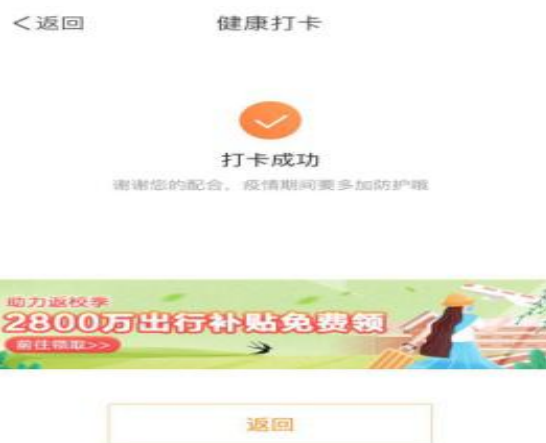 <返回 健康打卡
打卡成功
谢谢您的配合，疫情期间要多加防护哦
助力返校季
2800万出行补贴免费领
前往领取>>
返回